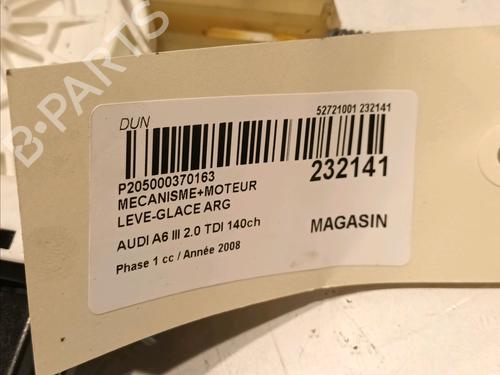 B-PARTS
DUN
52721001 232141
P205000370163
232141
MECANISME+MOTEUR
LEVE-GLACE ARG
AUDI A6 III 2.0 TDI 140ch
MAGASIN
Phase 1 cc / Année 2008